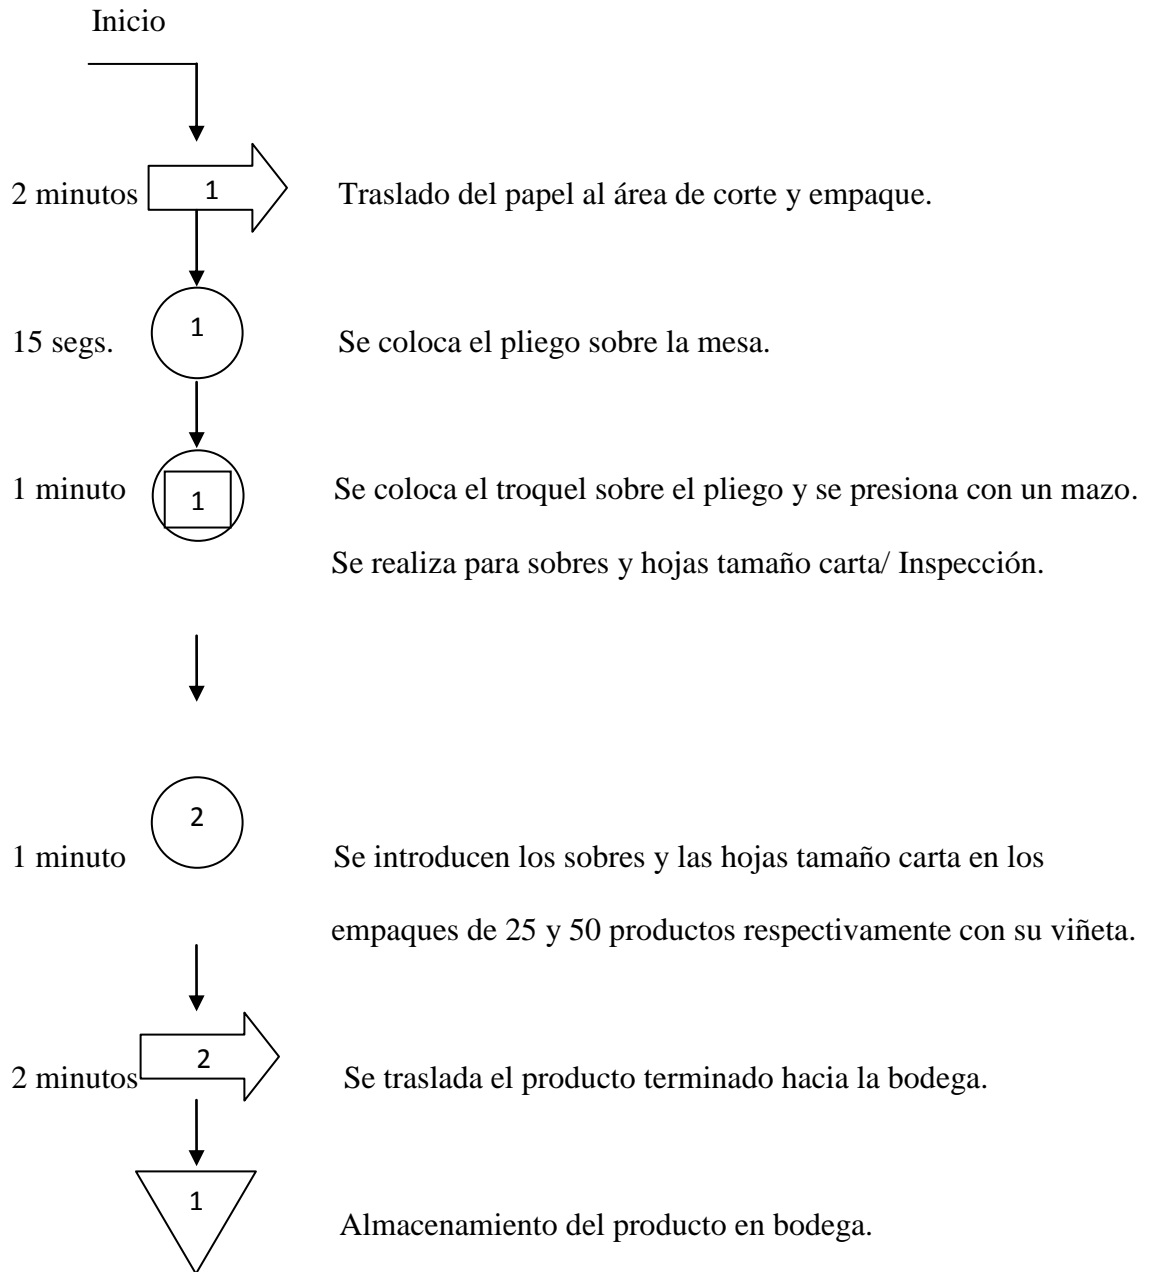 Inicio
2 minutos 1 Traslado del papel al área de corte y empaque.
15 segs. 1 Se coloca el pliego sobre la mesa.
1 minuto 1 Se coloca el troquel sobre el pliego y se presiona con un mazo.
Se realiza para sobres y hojas tamaño carta/ Inspección.
2
1 minuto Se introducen los sobres y las hojas tamaño carta en los
empaques de 25 y 50 productos respectivamente con su viñeta.
2 minutos 2 Se traslada el producto terminado hacia la bodega.
1
Almacenamiento del producto en bodega.